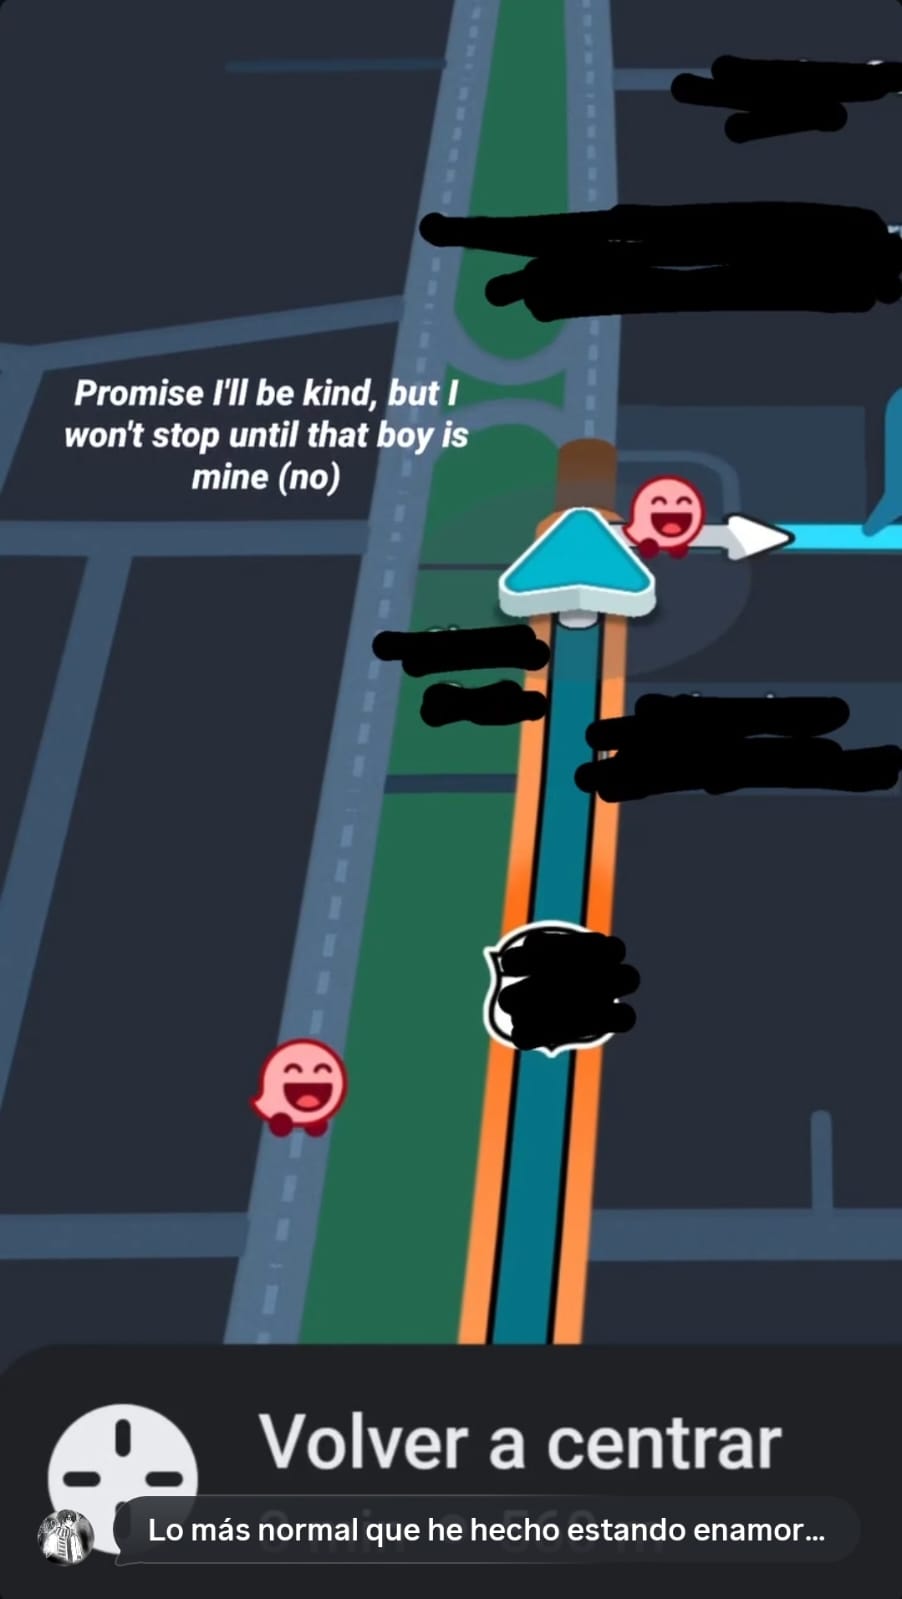 Promise I'll be kind, but I
won't stop until that boy is
mine (no)
Volver a centrar
Lo más normal que he hecho estando enamor...